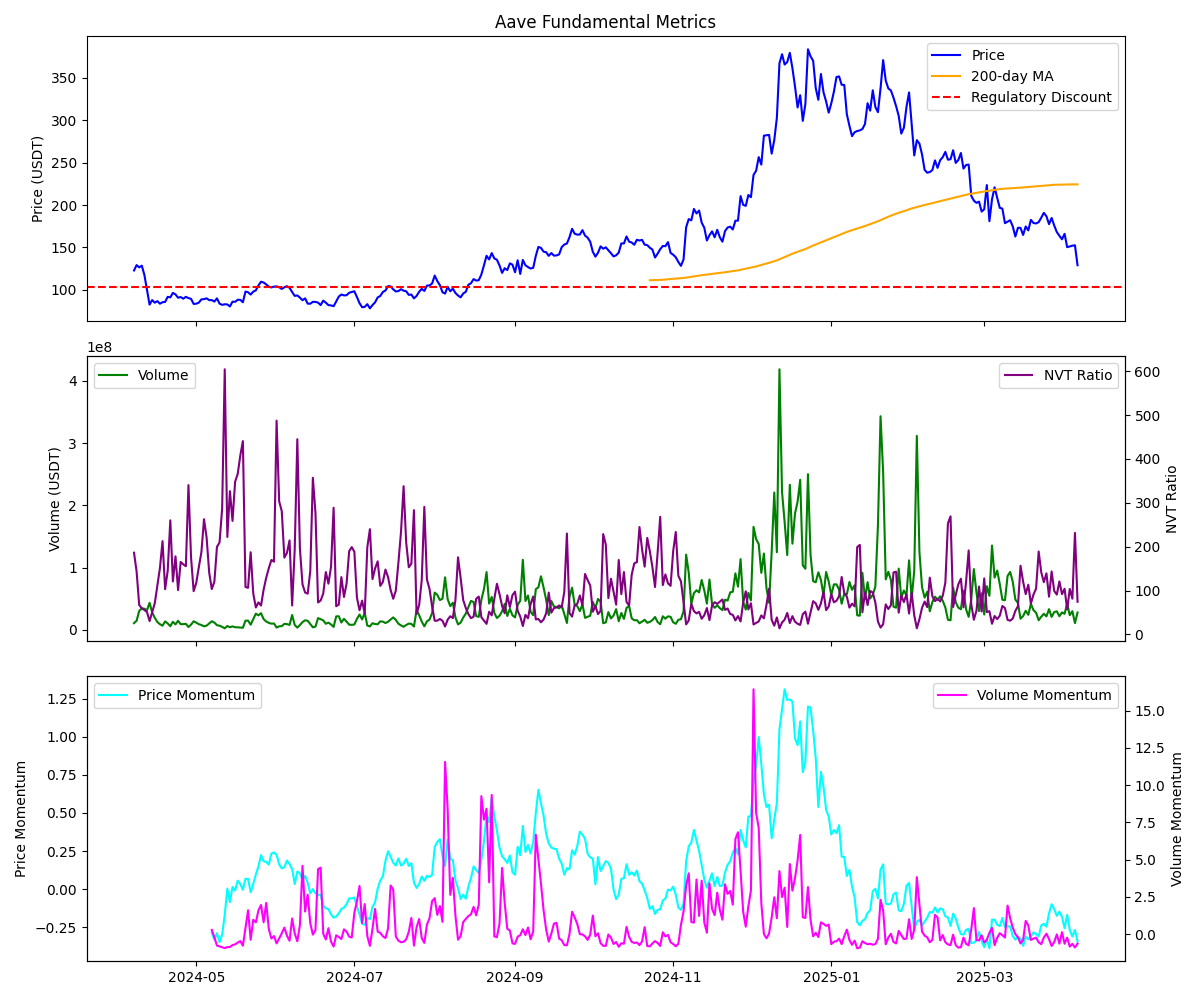 Aave Fundamental Metrics
Price (USDT)
350
300
250
200
150
100
Price
200-day MA
Regulatory Discount
1e8
Volume (USDT)
4
3
2
1
0
Volume
NVT Ratio
600
500
400
300
200
100
0
NVT Ratio
Price Momentum
1.25
1.00
0.75
0.50
0.25
0.00
−0.25
Price Momentum
Volume Momentum
15.0
12.5
10.0
7.5
5.0
2.5
0.0
Volume Momentum
2024-05
2024-07
2024-09
2024-11
2025-01
2025-03